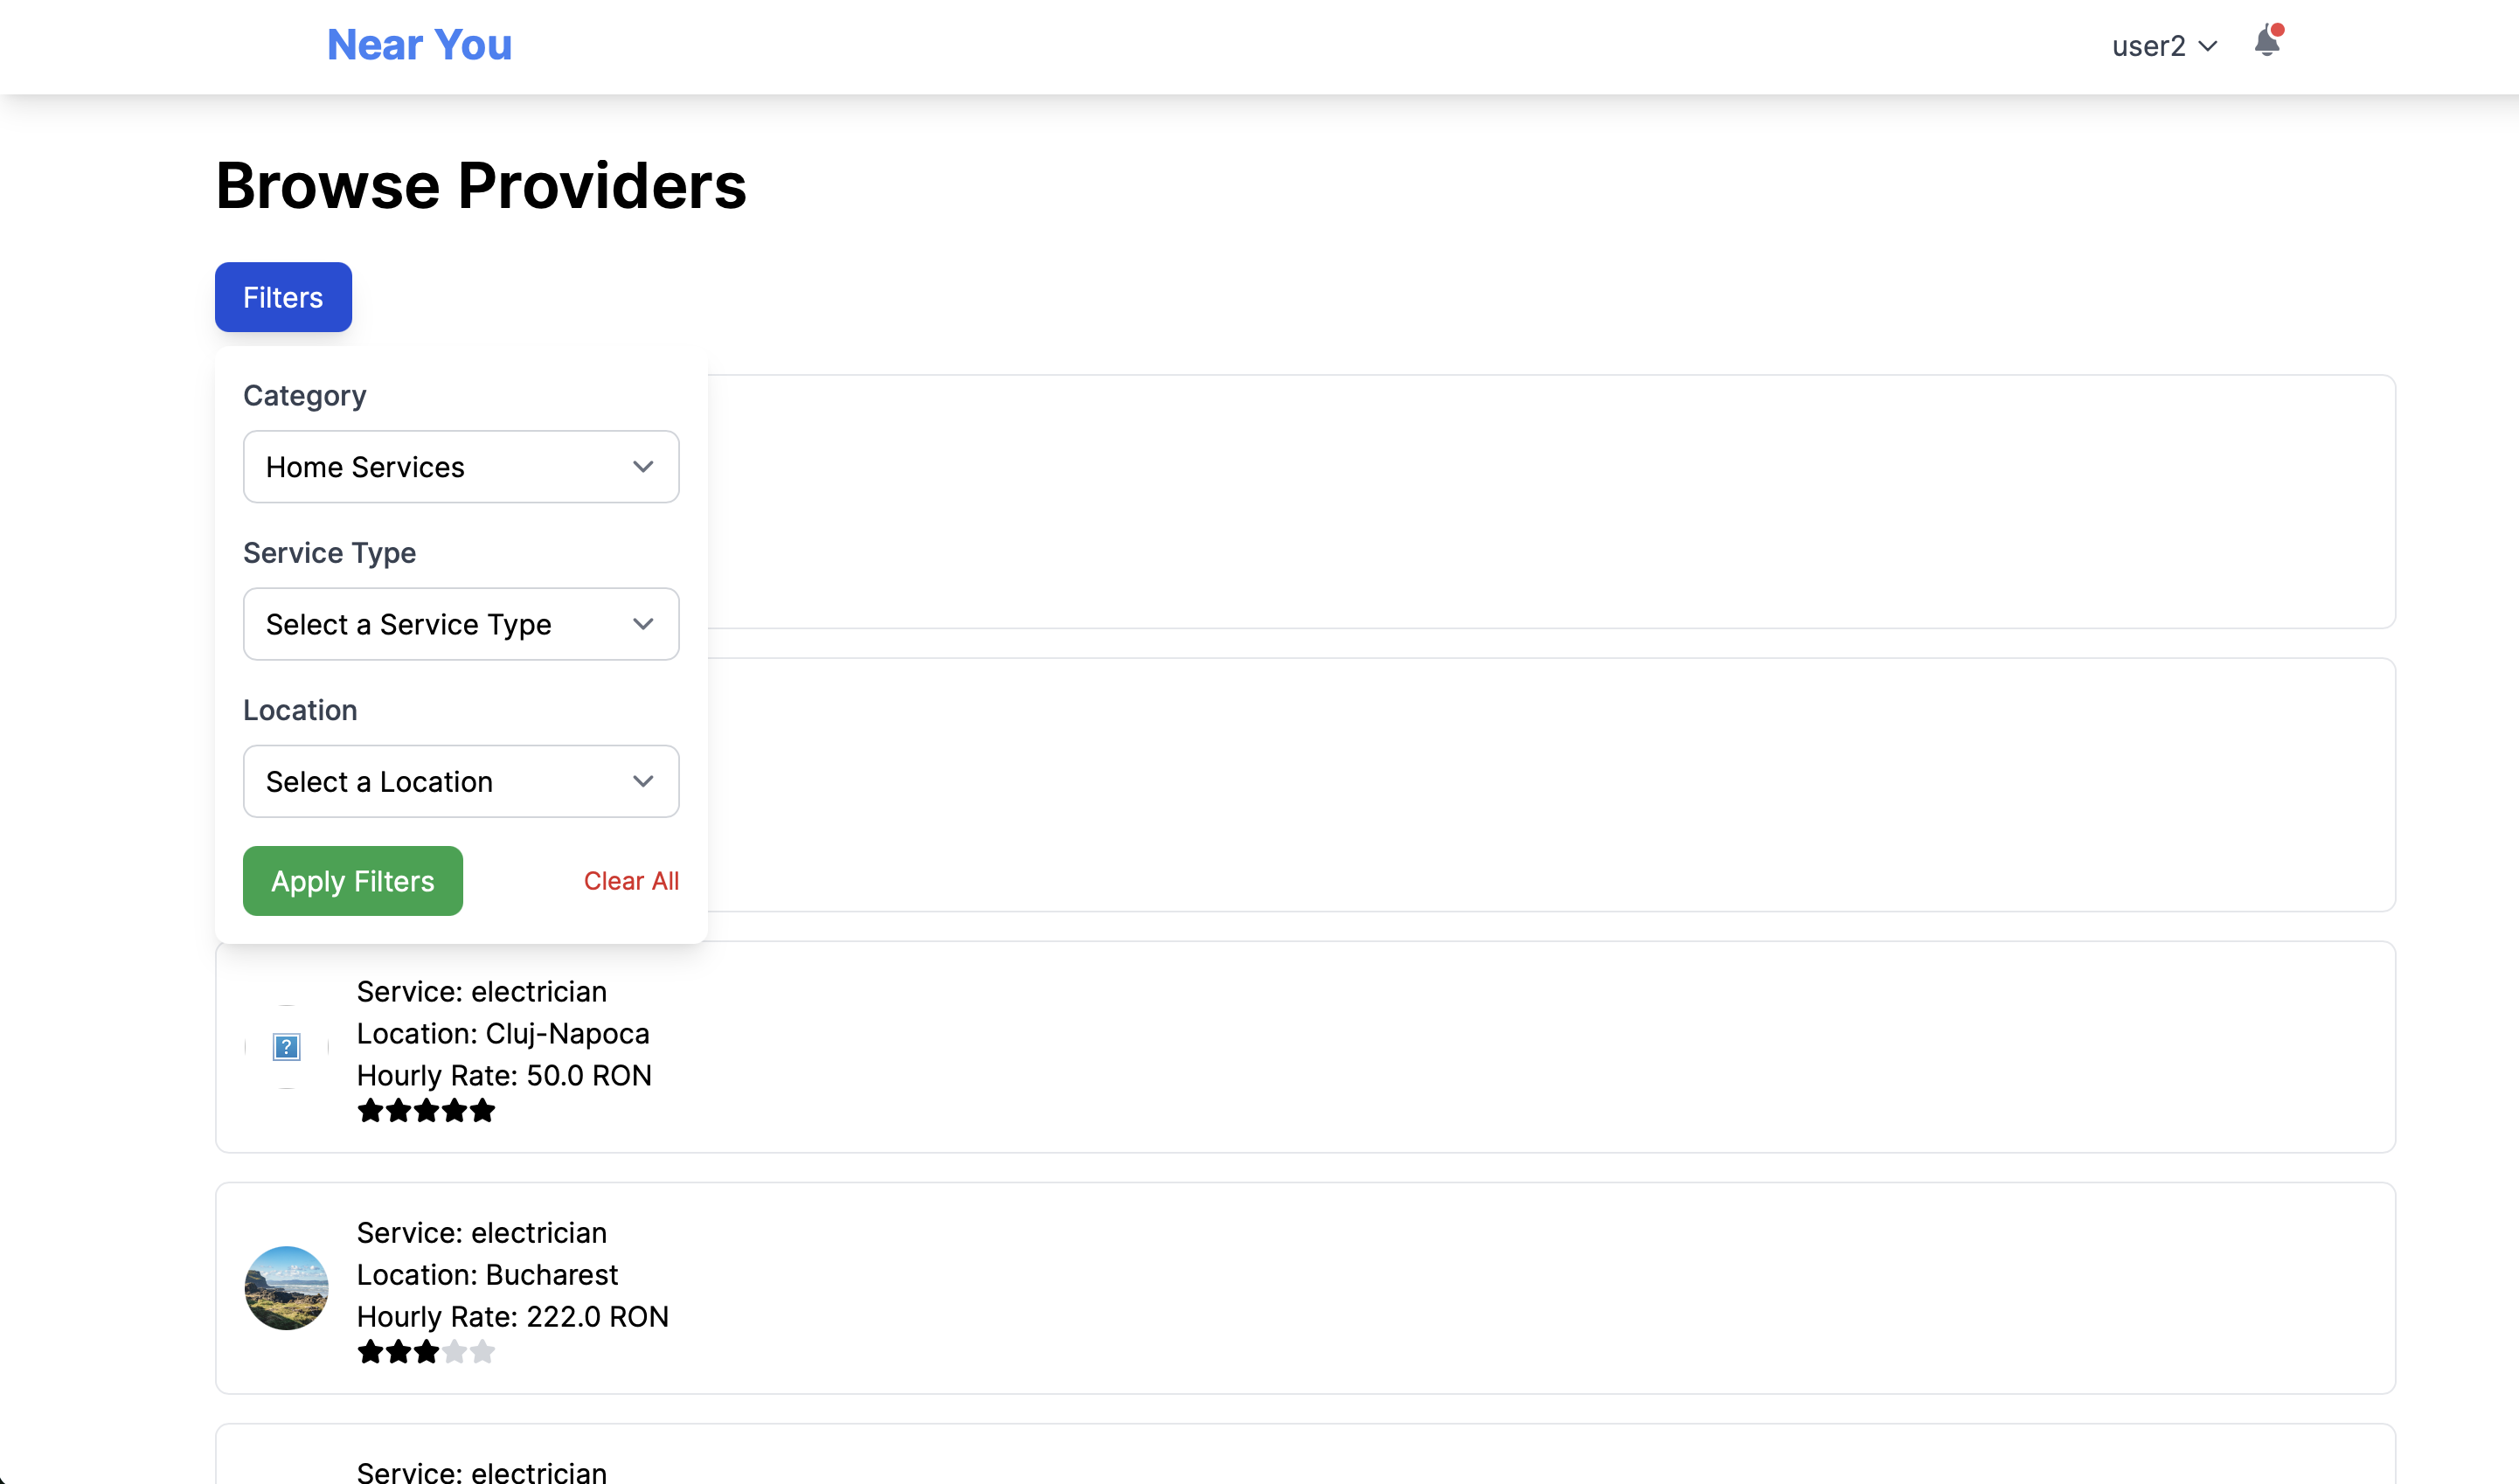 Near You
user2
Browse Providers
Filters
Category
Home Services
Service Type
Select a Service Type
Location
Select a Location
Apply Filters
Clear All
Service: electrician
Location: Cluj-Napoca
Hourly Rate: 50.0 RON
?
Service: electrician
Location: Bucharest
Hourly Rate: 222.0 RON
Service: electrician